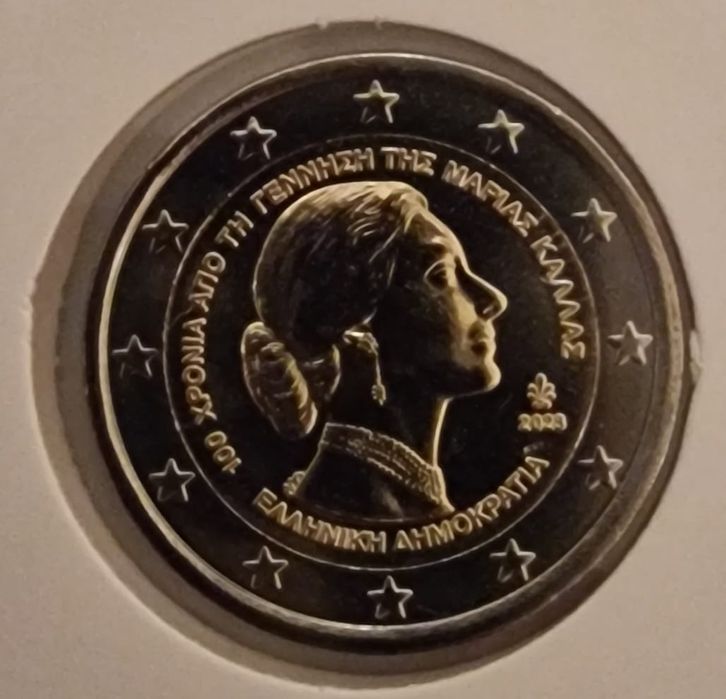 100 ΧΡΟΝΙΑ ΑΠΟ ΤΗ ΓΕΝΝΗΣΗ ΤΗΣ ΜΑΡΙΑΣ ΚΑΛΛΑΣ
2023
ΕΛΛΗΝΙΚΗ ΔΗΜΟΚΡΑΤΙΑ